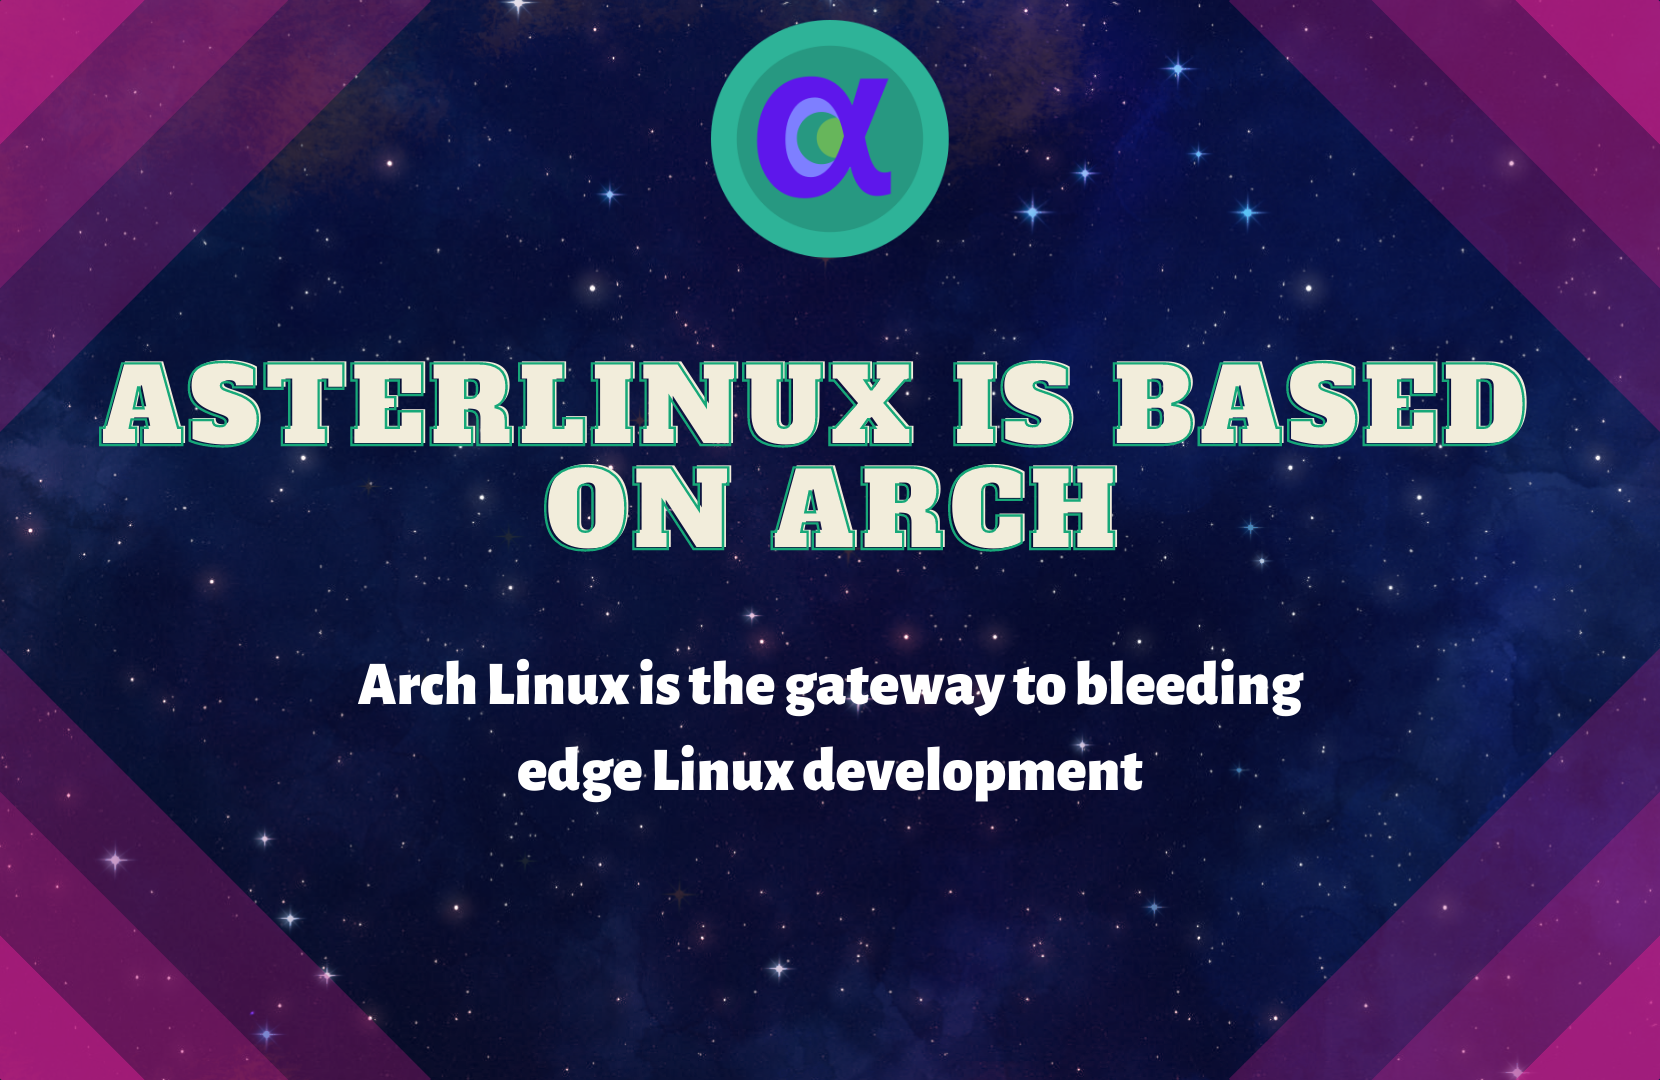 α
ASTERLINUX IS BASED
ON ARCH
Arch Linux is the gateway to bleeding
edge Linux development